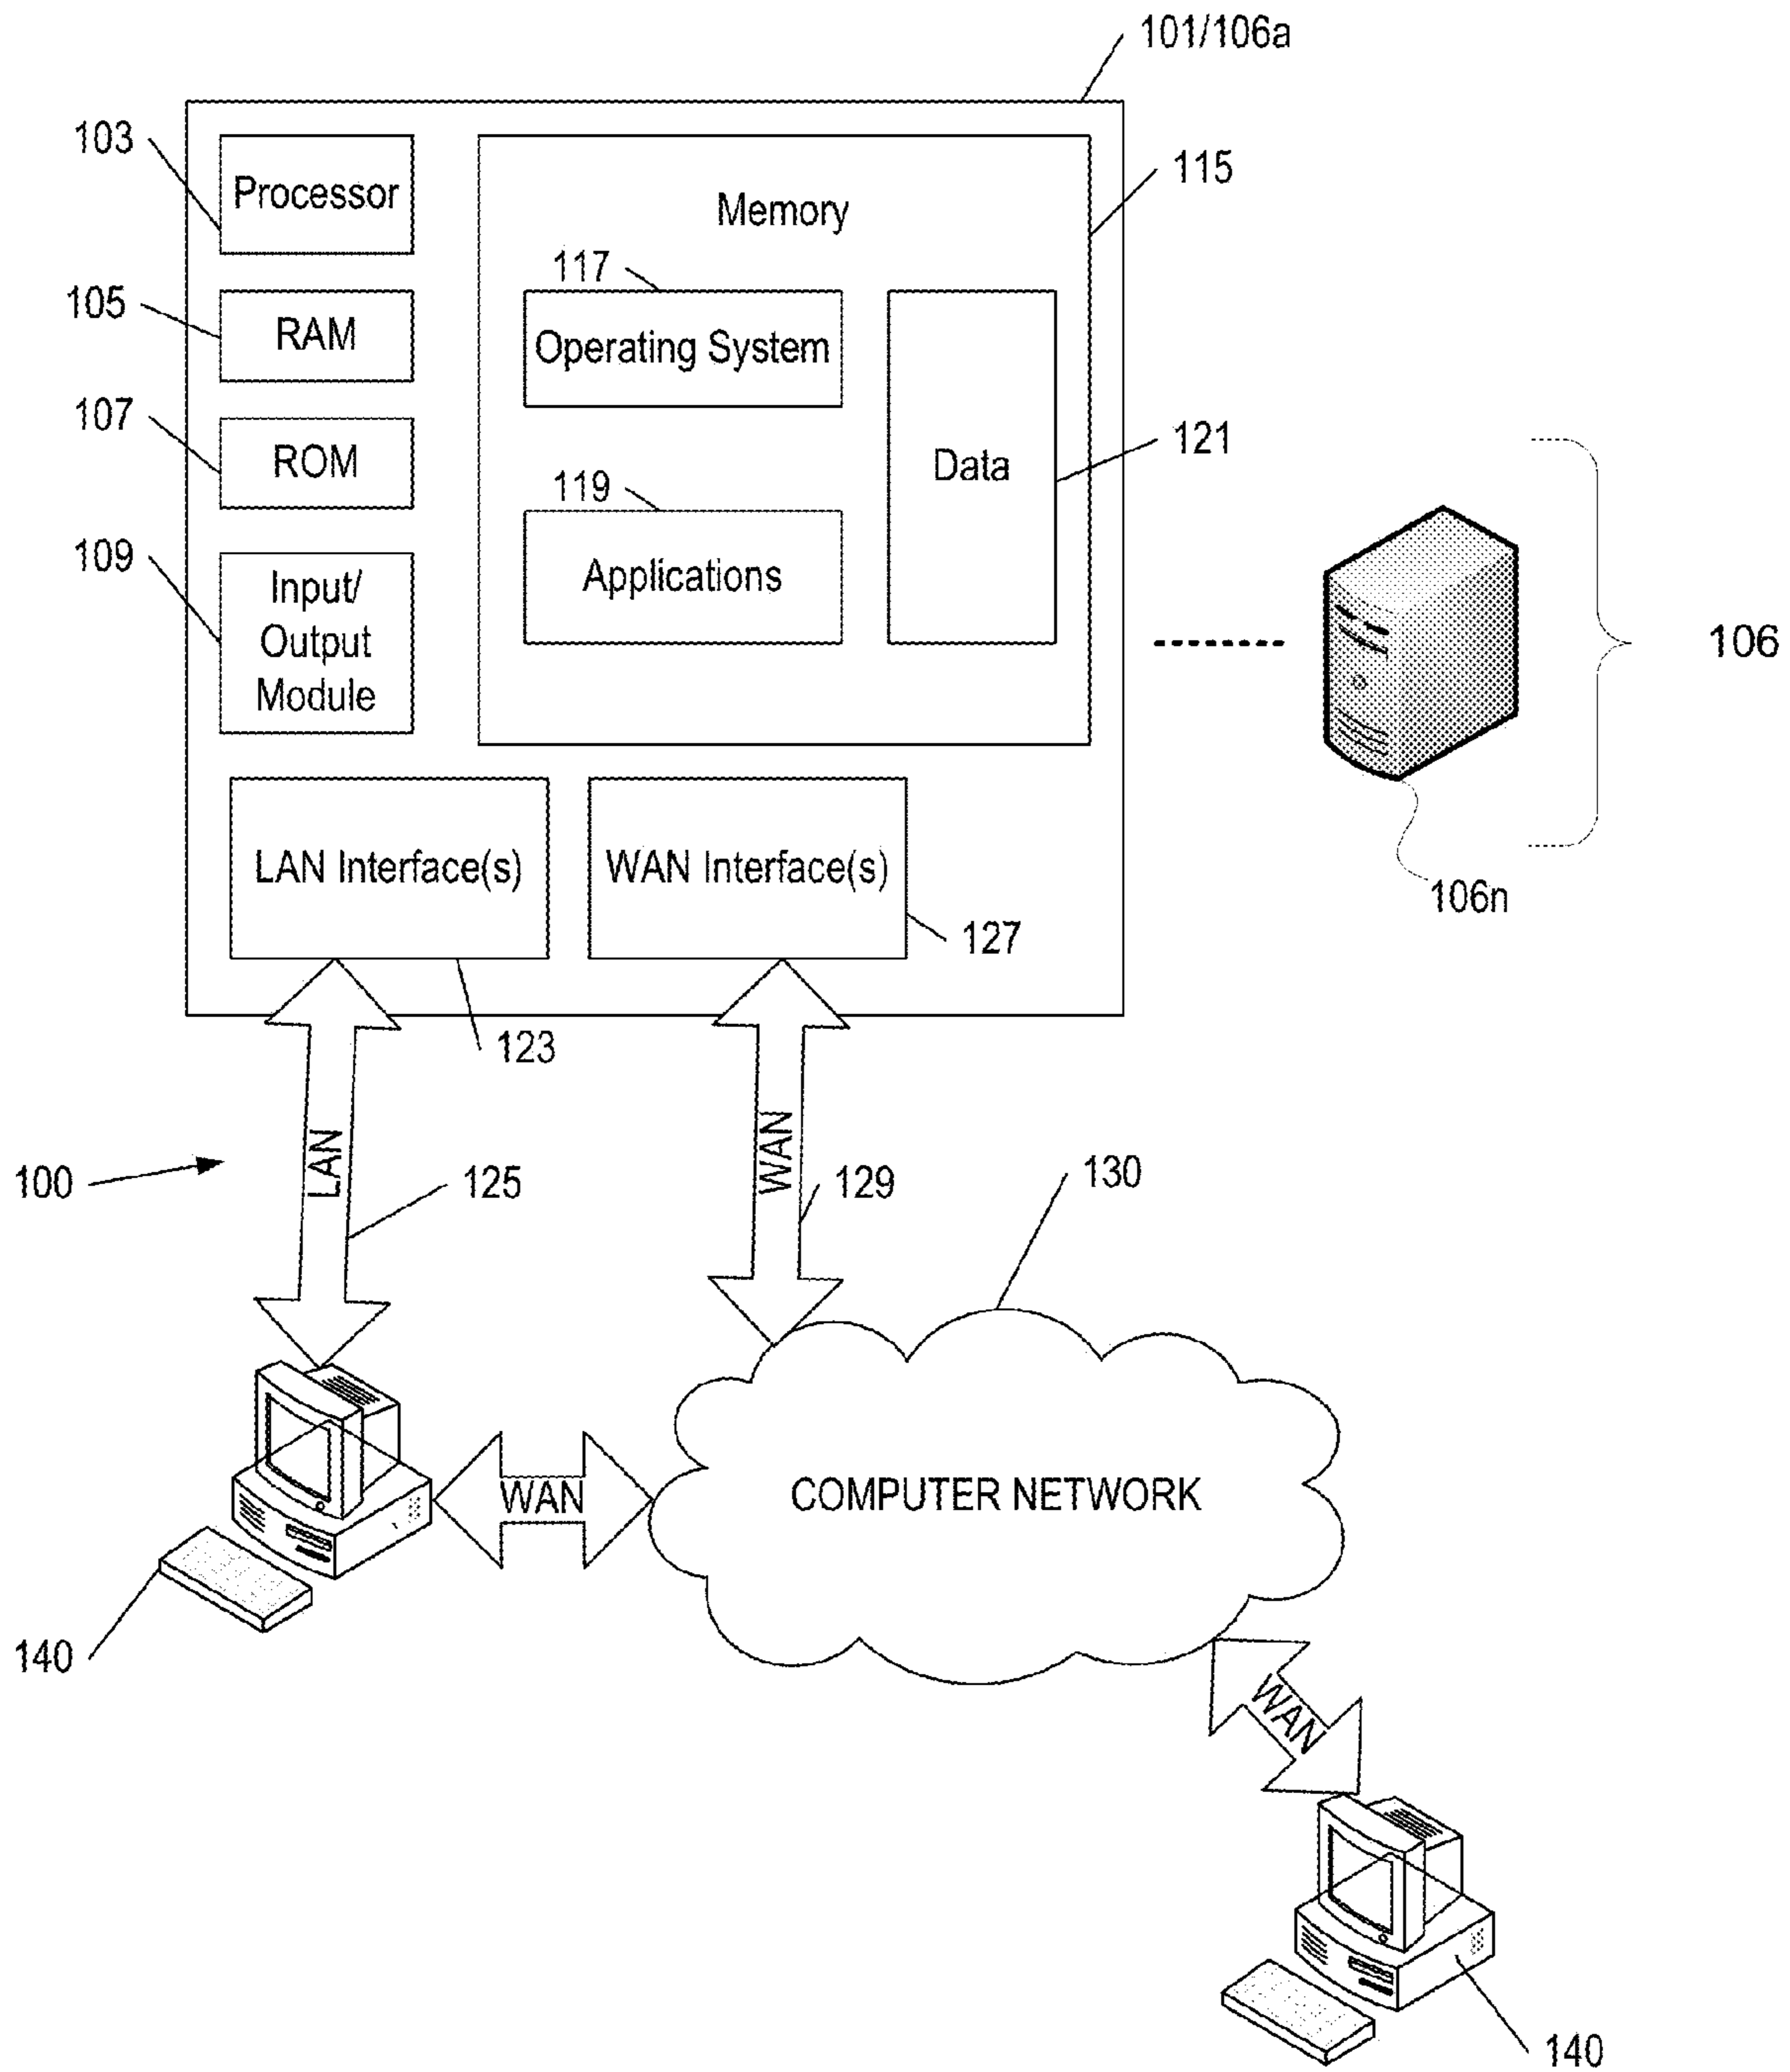 101/106a
103
Processor
Memory
115
117
105
RAM
Operating System
107
ROM
Data
121
119
109
Input/
Output
Module
Applications
106
LAN Interface(s)
WAN Interface(s)
106n
127
123
LAN
WAN
100
125
129
130
WAN
COMPUTER NETWORK
140
WAN
140